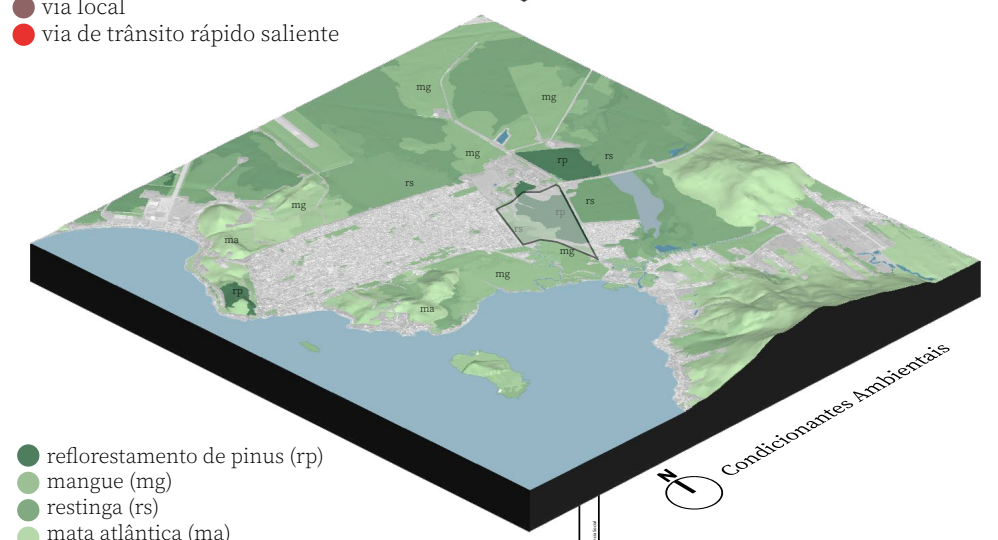 via local
via de trânsito rápido saliente
mg
mg
mg
rp
rs
rs
mg
rs
rp
rs
ma
mg
mg
rp
ma
Condicionantes Ambientais
N
reflorestamento de pinus (rp)
mangue (mg)
restinga (rs)
mata atlântica (ma)